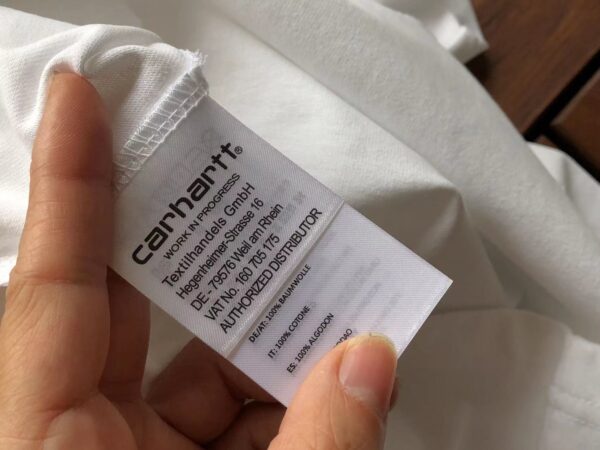 carhartt®
WORK IN PROGRESS
Textilhandels GmbH
Hegenheimer-Strasse 16
DE - 79576 Weil am Rhein
VAT No. 160 705 175
AUTHORIZED DISTRIBUTOR
DE/AT: 100% BAUMWOLLE
IT: 100% COTONE
ES: 100% ALGODON